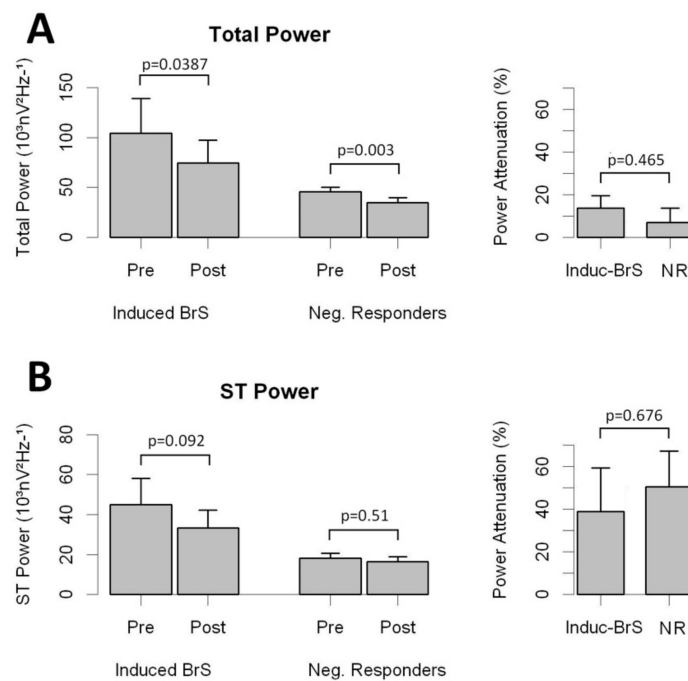 A
Total Power
Total Power (10³nV²Hz-¹)
150
100
50
0
p=0.0387
p=0.003
Pre Post Pre Post
Induced BrS Neg. Responders
Power Attenuation (%)
60
40
20
0
p=0.465
Induc-BrS NR
B
ST Power
ST Power (10³nV²Hz-¹)
80
60
40
20
0
p=0.092
p=0.51
Pre Post Pre Post
Induced BrS Neg. Responders
Power Attenuation (%)
60
40
20
0
p=0.676
Induc-BrS NR